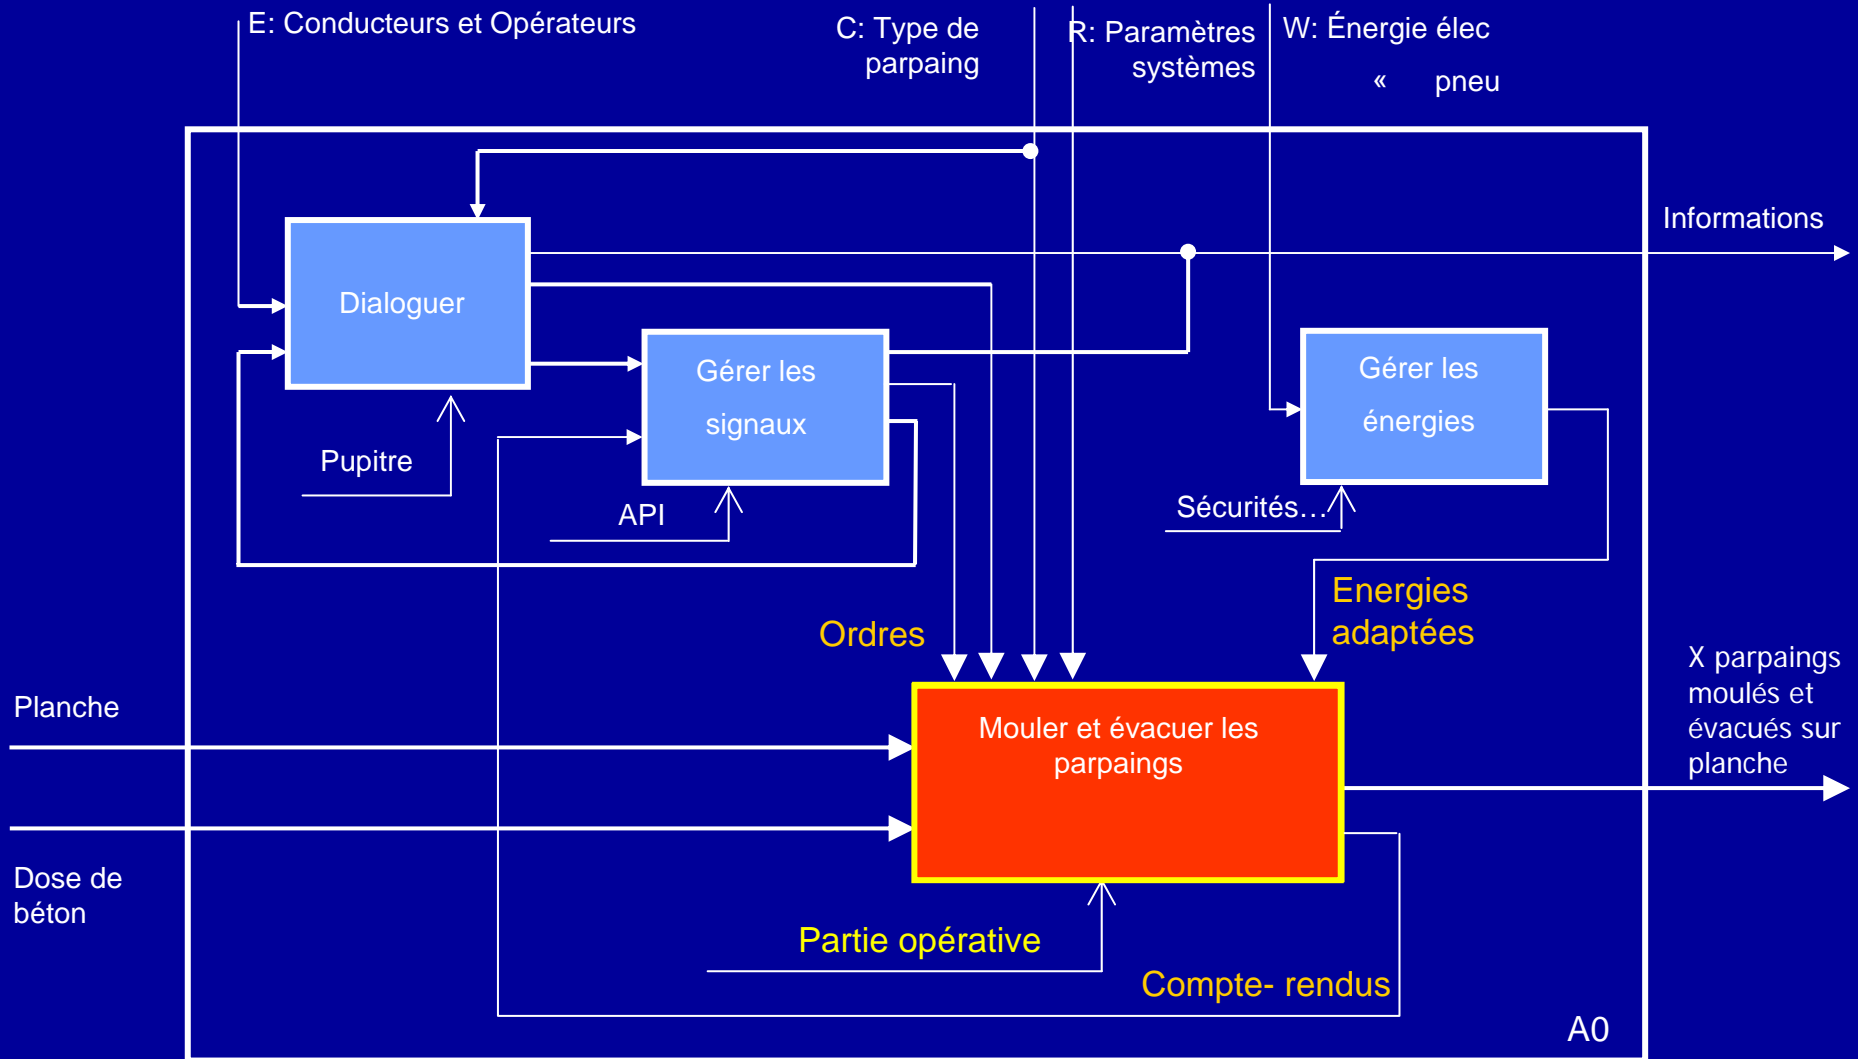 E: Conducteurs et Opérateurs
C: Type de
parpaing
R: Paramètres
systèmes
W: Énergie élec
« pneu
Informations
Dialoguer
Gérer les
signaux
Gérer les
énergies
Pupitre
API
Sécurités…
Ordres
Energies
adaptées
Planche
Mouler et évacuer les
parpaings
X parpaings
moulés et
évacués sur
planche
Dose de
béton
Partie opérative
Compte- rendus
A0